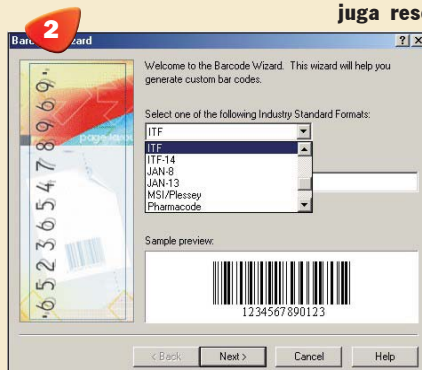 juga res
2
Barcode Wizard
Welcome to the Barcode Wizard. This wizard will help you
generate custom bar codes.
Select one of the following Industry Standard Formats:
ITF
ITF
ITF-14
JAN-8
JAN-13
MSI/Plessey
Pharmacode
Sample preview:
1234567890123
< Back
Next >
Cancel
Help